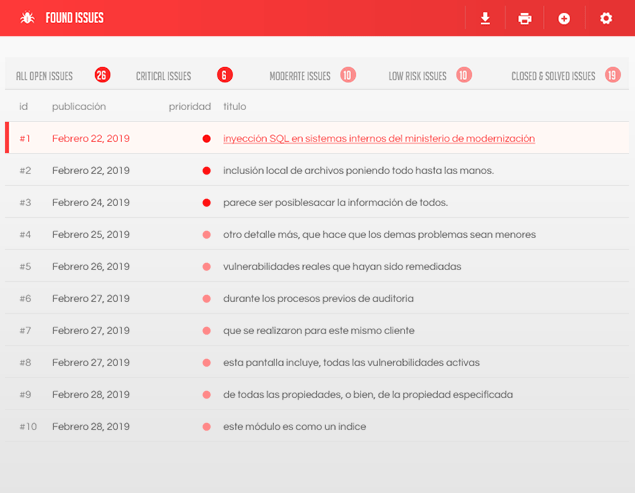 FOUND ISSUES
ALL OPEN ISSUES 26 CRITICAL ISSUES 6 MODERATE ISSUES 10 LOW RISK ISSUES 10 CLOSED & SOLVED ISSUES 19
id publicación prioridad titulo
#1 Febrero 22, 2019 inyección SQL en sistemas internos del ministerio de modernización
#2 Febrero 22, 2019 inclusión local de archivos poniendo todo hasta las manos.
#3 Febrero 24, 2019 parece ser posiblesacar la información de todos.
#4 Febrero 25, 2019 otro detalle más, que hace que los demas problemas sean menores
#5 Febrero 26, 2019 vulnerabilidades reales que hayan sido remediadas
#6 Febrero 27, 2019 durante los procesos previos de auditoria
#7 Febrero 27, 2019 que se realizaron para este mismo cliente
#8 Febrero 27, 2019 esta pantalla incluye, todas las vulnerabilidades activas
#9 Febrero 28, 2019 de todas las propiedades, o bien, de la propiedad especificada
#10 Febrero 28, 2019 este módulo es como un indice